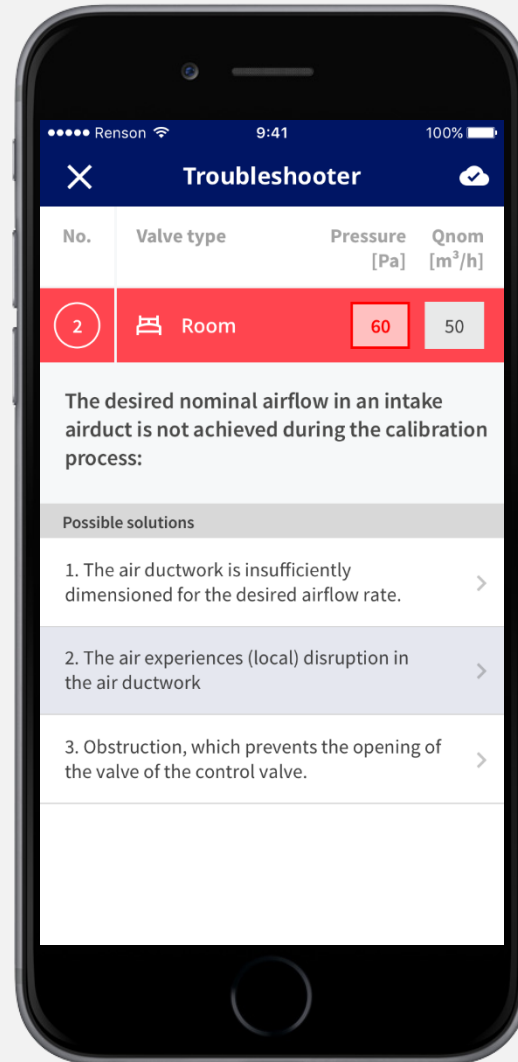 ●●●●● Renson 9:41 100%
Troubleshooter
No. Valve type Pressure Qnom
[Pa] [m³/h]
2 Room 60 50
The desired nominal airflow in an intake
airduct is not achieved during the calibration
process:
Possible solutions
1. The air ductwork is insufficiently
dimensioned for the desired airflow rate.
2. The air experiences (local) disruption in
the air ductwork
3. Obstruction, which prevents the opening of
the valve of the control valve.